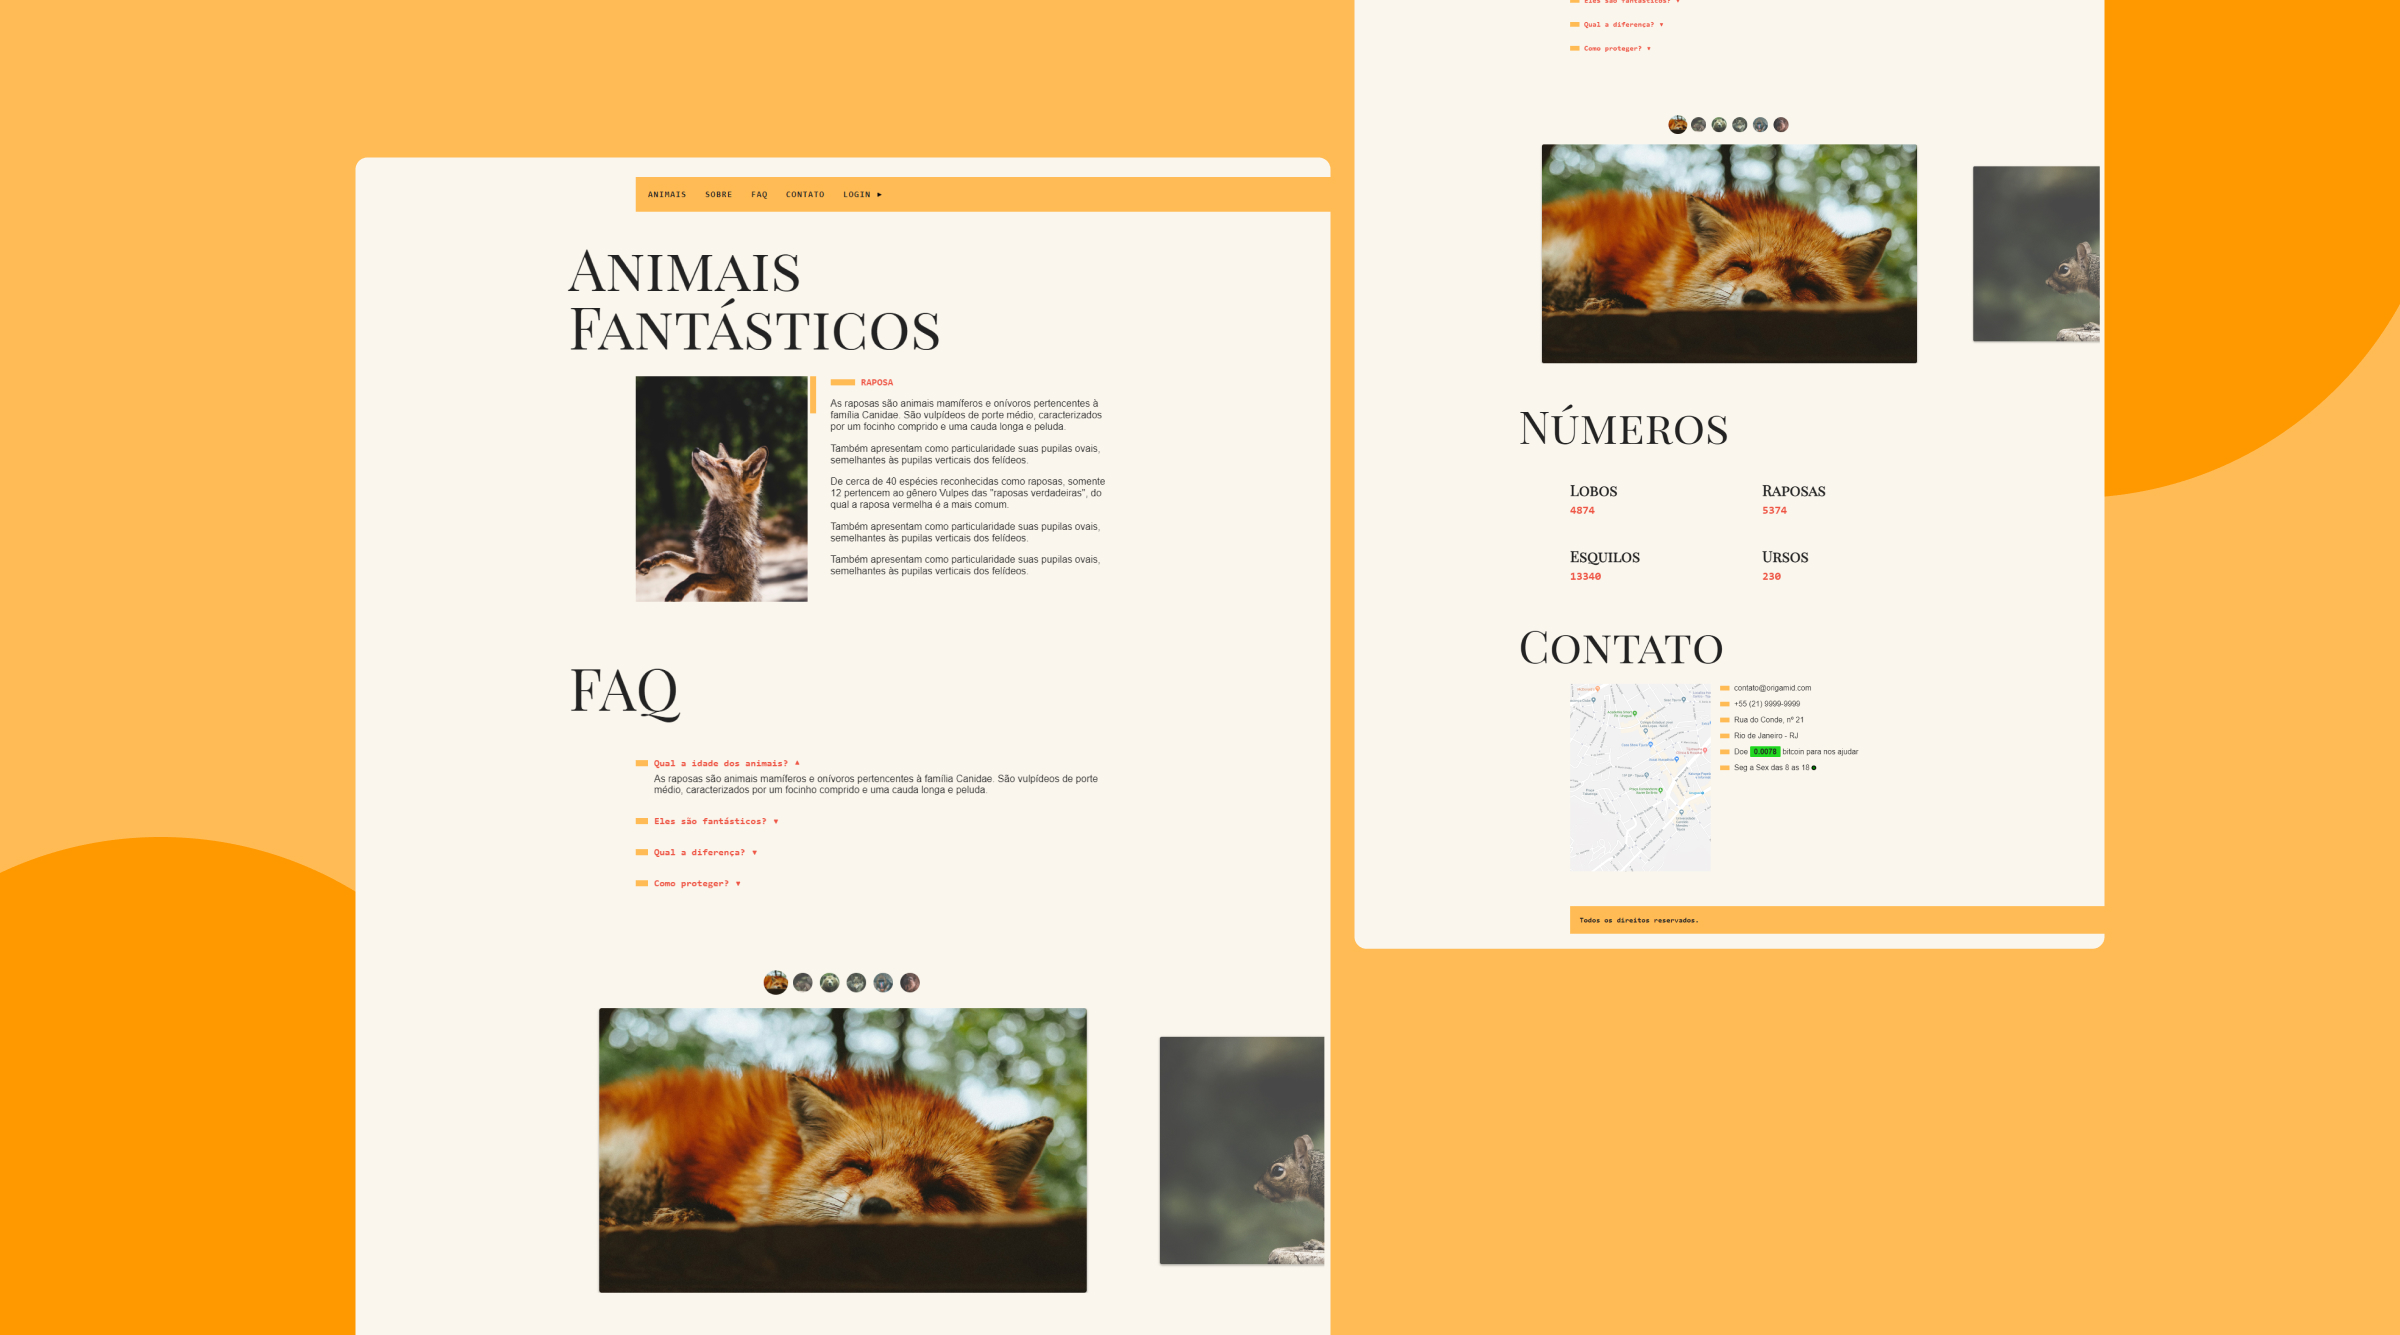 ANIMAIS SOBRE FAQ CONTATO LOGIN ▸
ANIMAIS
FANTÁSTICOS
RAPOSA
As raposas são animais mamíferos e onívoros pertencentes à
família Canidae. São vulpídeos de porte médio, caracterizados
por um focinho comprido e uma cauda longa e peluda.
Também apresentam como particularidade suas pupilas ovais,
semelhantes às pupilas verticais dos felídeos.
De cerca de 40 espécies reconhecidas como raposas, somente
12 pertencem ao gênero Vulpes das "raposas verdadeiras", do
qual a raposa vermelha é a mais comum.
Também apresentam como particularidade suas pupilas ovais,
semelhantes às pupilas verticais dos felídeos.
Também apresentam como particularidade suas pupilas ovais,
semelhantes às pupilas verticais dos felídeos.
FAQ
Qual a idade dos animais? ▴
As raposas são animais mamíferos e onívoros pertencentes à família Canidae. São vulpídeos de porte
médio, caracterizados por um focinho comprido e uma cauda longa e peluda.
Eles são fantásticos? ▾
Qual a diferença? ▾
Como proteger? ▾
Eles são fantásticos? ▾
Qual a diferença? ▾
Como proteger? ▾
NÚMEROS
LOBOS
4874
RAPOSAS
5374
ESQUILOS
13340
URSOS
230
CONTATO
contato@origamid.com
+55 (21) 9999-9999
Rua do Conde, nº 21
Rio de Janeiro - RJ
Doe 0.0078 bitcoin para nos ajudar
Seg a Sex das 8 as 18
Todos os direitos reservados.